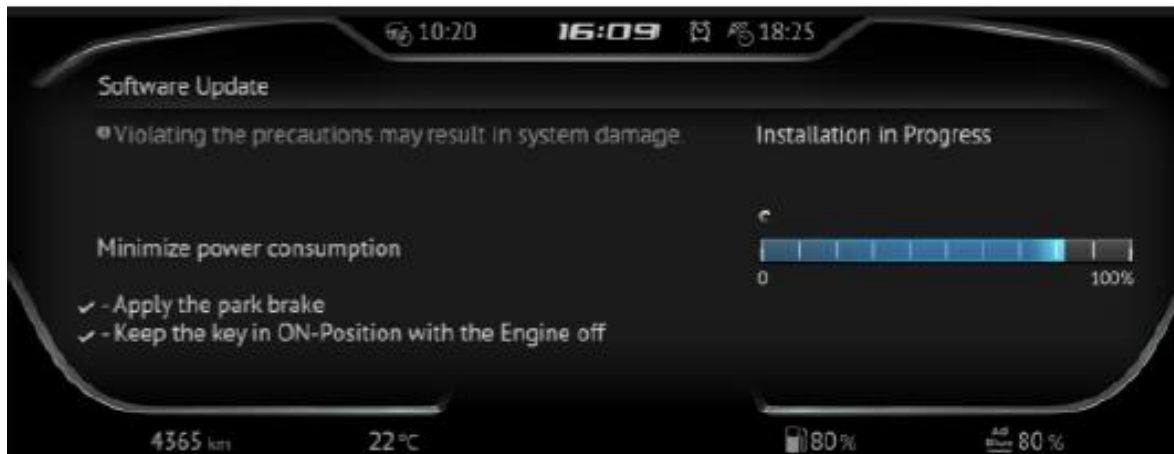 10:20 16:09 18:25
Software Update
Violating the precautions may result in system damage.
Installation in Progress
Minimize power consumption
0 100%
- Apply the park brake
- Keep the key in ON-Position with the Engine off
4365 km 22 °C 80 % Ad Blue 80 %